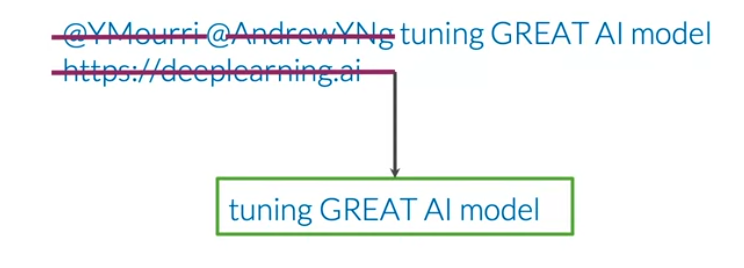 @YMourri @AndrewYNg tuning GREAT AI model
https://deeplearning.ai
tuning GREAT AI model